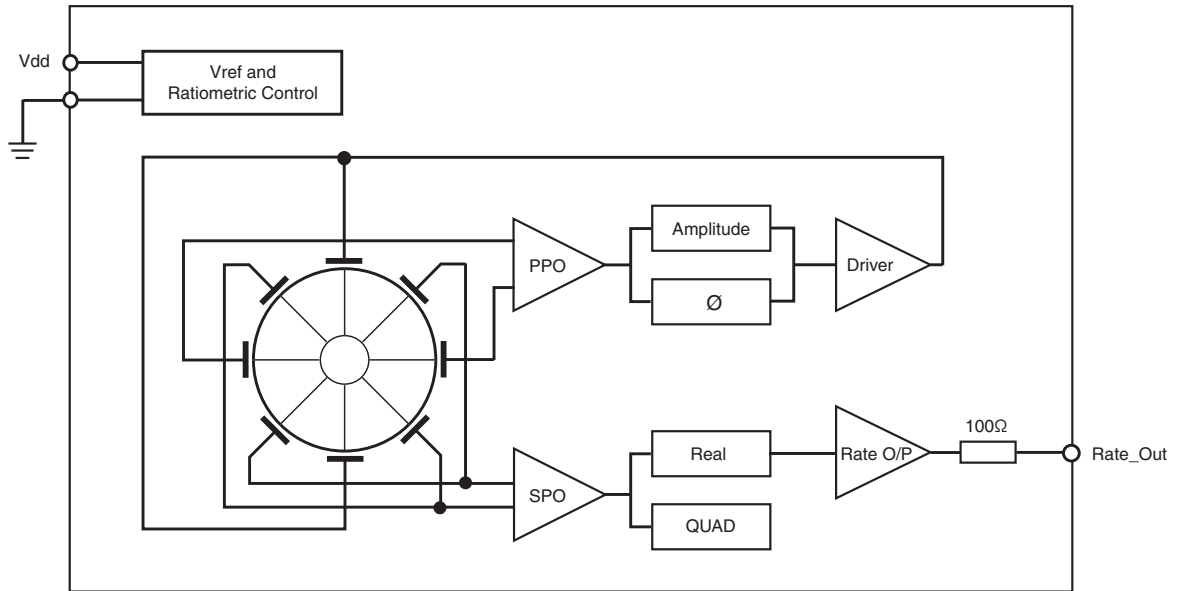 Vdd
Vref and
Ratiometric Control
PPO
Amplitude
Ø
Driver
SPO
Real
QUAD
Rate O/P
100Ω
Rate_Out